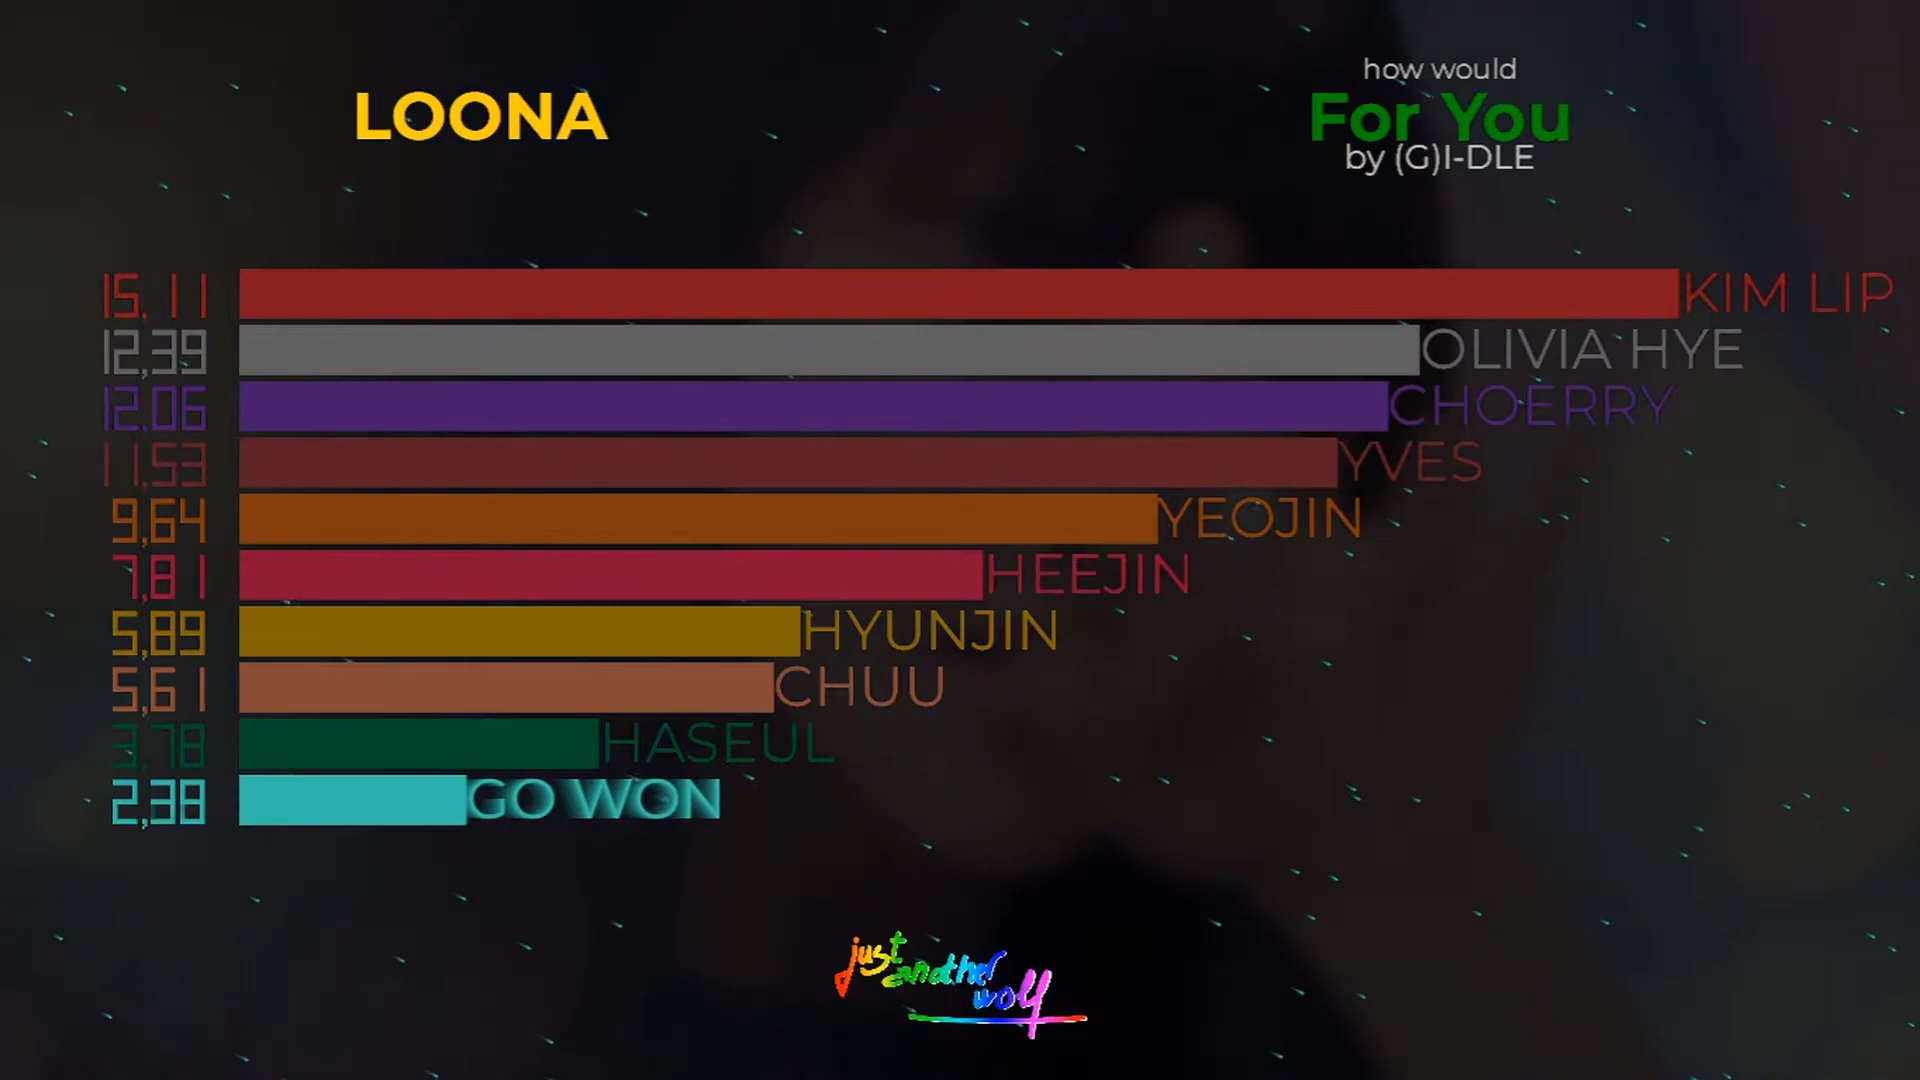 LOONA
how would
For You
by (G)I-DLE
15,11 KIM LIP
12,39 OLIVIA HYE
12,06 CHOERRY
11,53 YVES
9,64 YEOJIN
7,81 HEEJIN
5,89 HYUNJIN
5,61 CHUU
3,78 HASEUL
2,38 GO WON
just
another
wolf